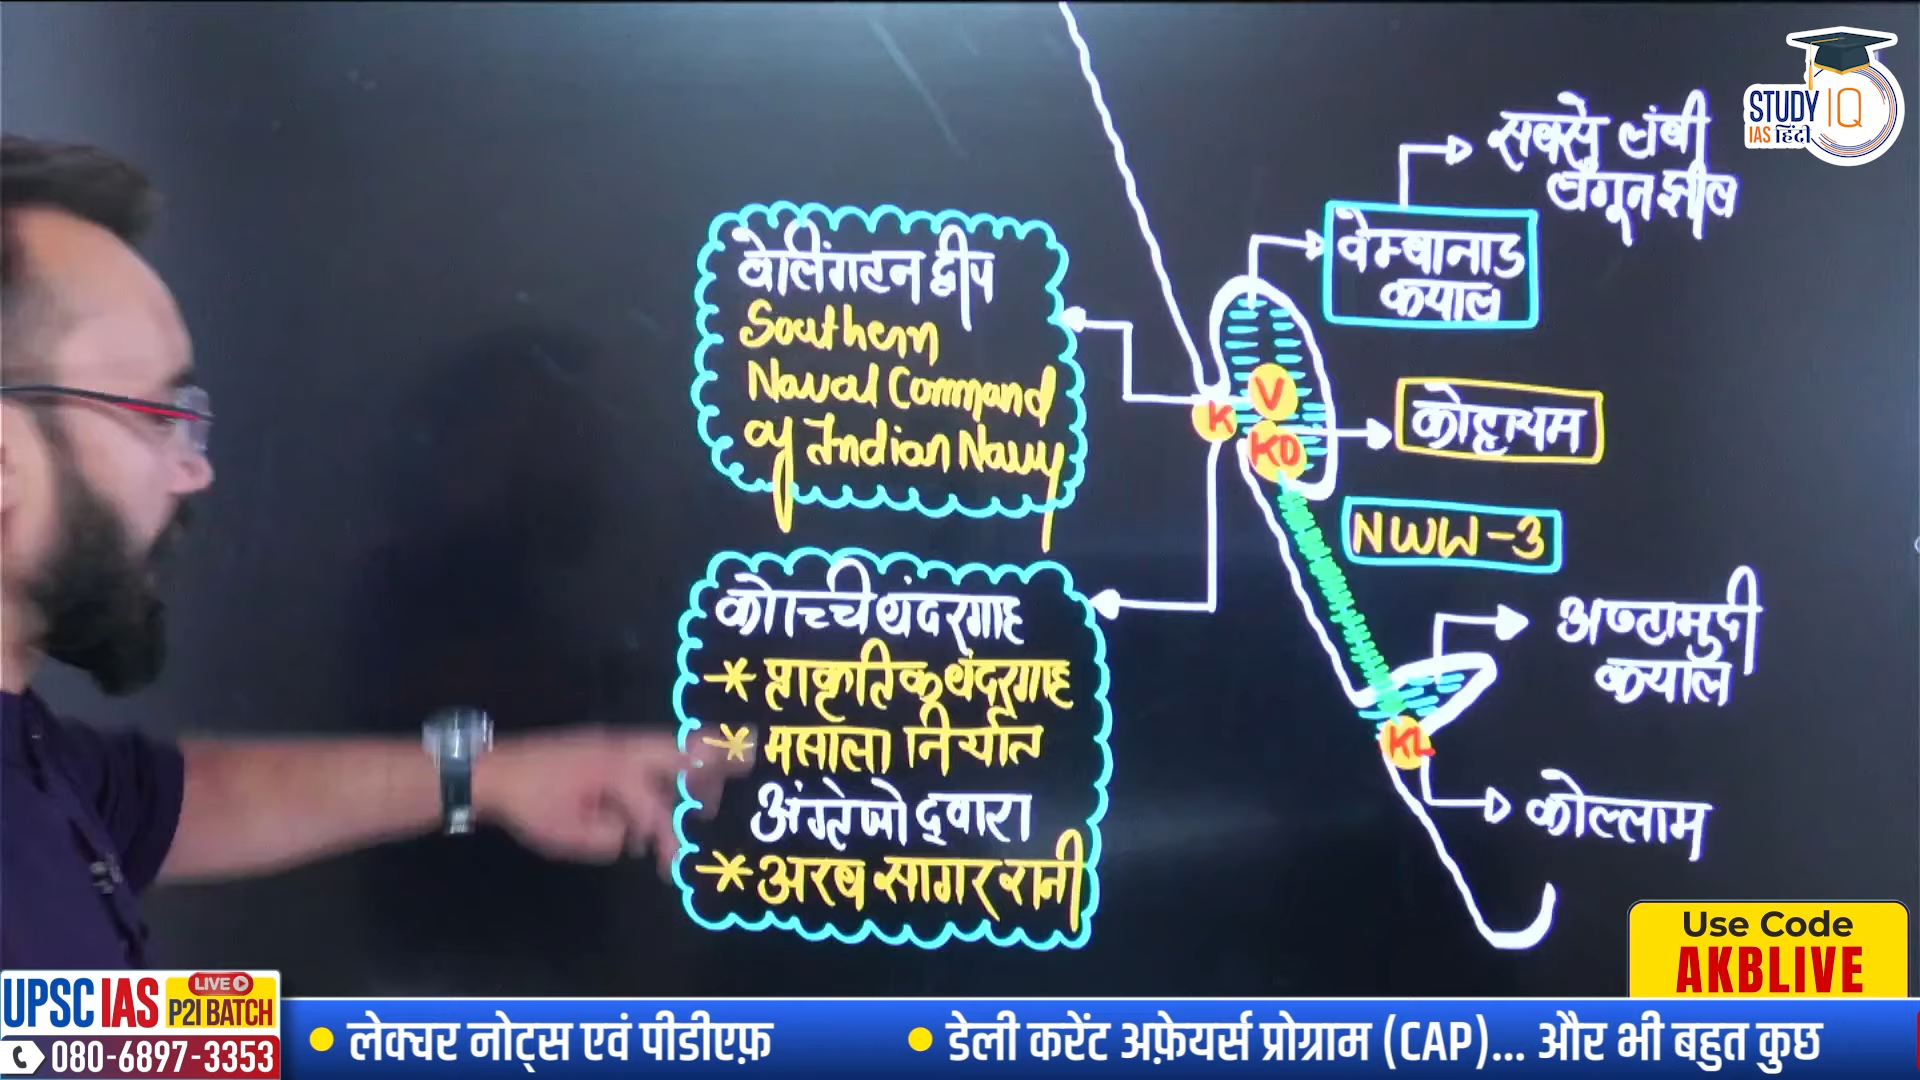 STUDY IQ
IAS हिंदी
सबसे लंबी
लगून झील
वेम्बानाड
कयाल
वेलिंगटन द्वीप
Southern
Naval Command
of Indian Navy
K
V
KO
कोट्टायम
NWW-3
कोच्ची बंदरगाह
* प्राकृतिक बंदरगाह
* मसाला निर्यात
अंग्रेजो द्वारा
* अरब सागर रानी
अष्टामुदी
कयाल
KL
कोल्लाम
Use Code
AKBLIVE
UPSC IAS
LIVE
P2I BATCH
080-6897-3353
लेक्चर नोट्स एवं पीडीएफ़
डेली करेंट अफ़ेयर्स प्रोग्राम (CAP)... और भी बहुत कुछ